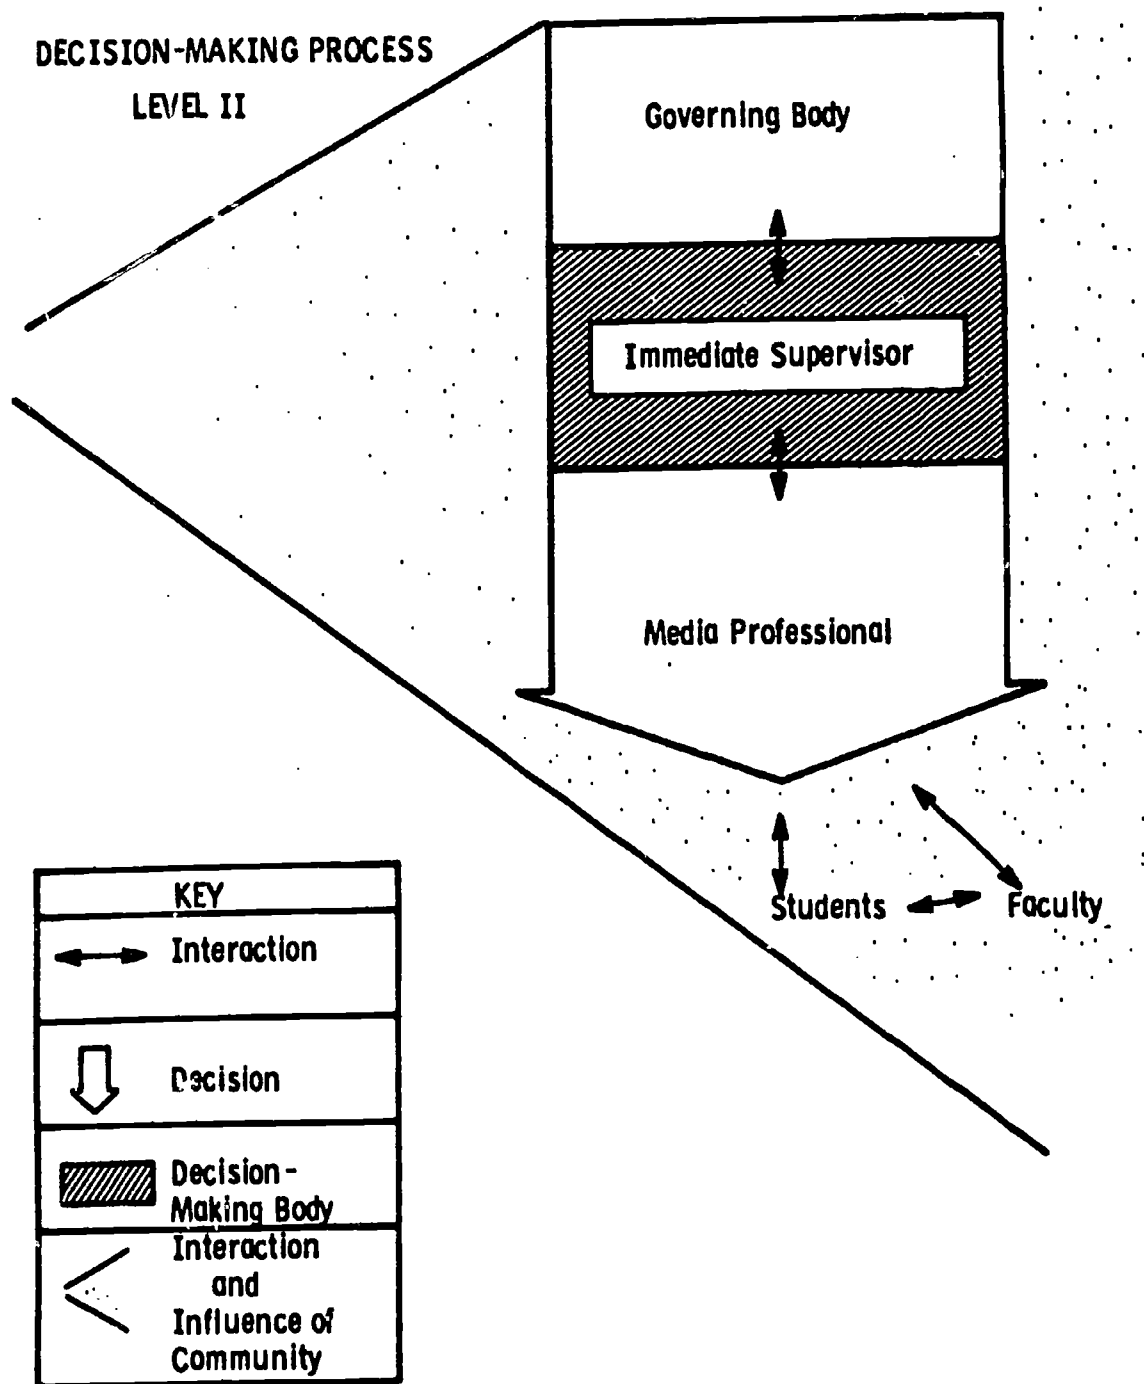 DECISION-MAKING PROCESS
LEVEL II
Governing Body
Immediate Supervisor
Media Professional
Students
Faculty
KEY
Interaction
Decision
Decision-
Making Body
Interaction
and
Influence of
Community